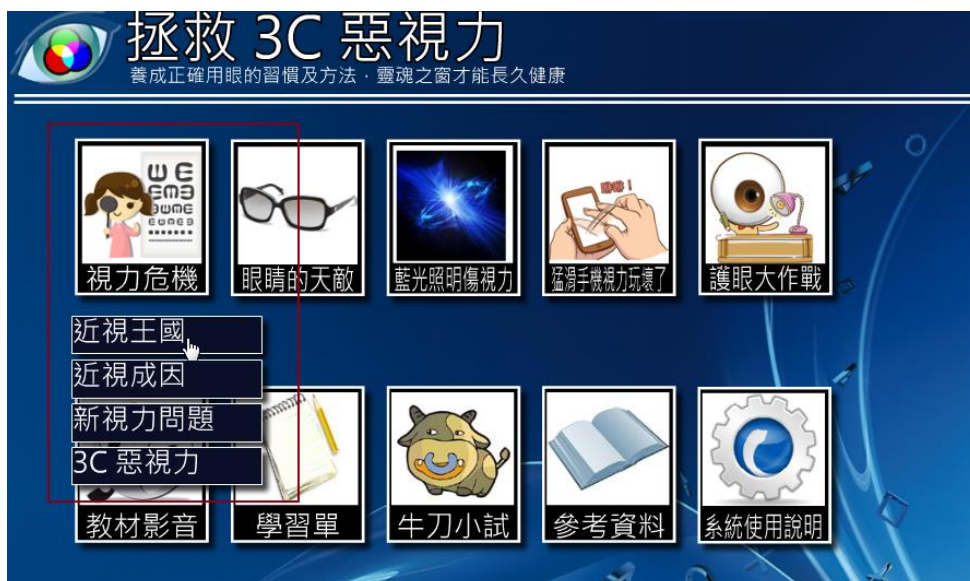 拯救 3C 惡視力
養成正確用眼的習慣及方法，靈魂之窗才能長久健康
視力危機
眼睛的天敵
藍光照明傷視力
猛滑手機視力玩壞了
護眼大作戰
近視王國
近視成因
新視力問題
3C 惡視力
教材影音
學習單
牛刀小試
參考資料
系統使用說明